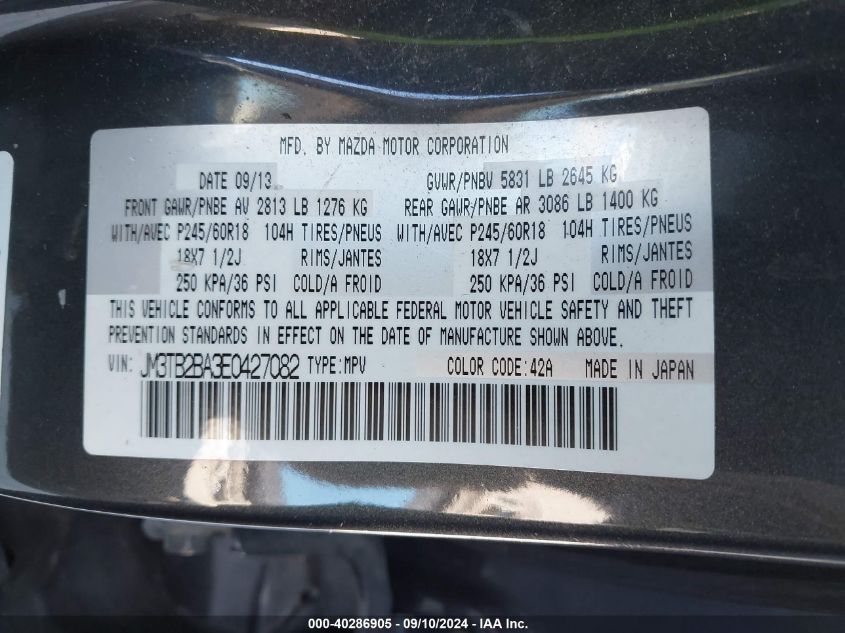 MFD. BY MAZDA MOTOR CORPORATION
DATE 09/13 GVWR/PNBV 5831 LB 2645 KG
FRONT GAWR/PNBE AV 2813 LB 1276 KG REAR GAWR/PNBE AR 3086 LB 1400 KG
WITH/AVEC P245/60R18 104H TIRES/PNEUS WITH/AVEC P245/60R18 104H TIRES/PNEUS
18X7 1/2J RIMS/JANTES 18X7 1/2J RIMS/JANTES
250 KPA/36 PSI COLD/A FROID 250 KPA/36 PSI COLD/A FROID
THIS VEHICLE CONFORMS TO ALL APPLICABLE FEDERAL MOTOR VEHICLE SAFETY AND THEFT
PREVENTION STANDARDS IN EFFECT ON THE DATE OF MANUFACTURE SHOWN ABOVE.
VIN: JM3TB2BA3E0427082 TYPE:MPV COLOR CODE:42A MADE IN JAPAN
000-40286905 - 09/10/2024 - IAA Inc.